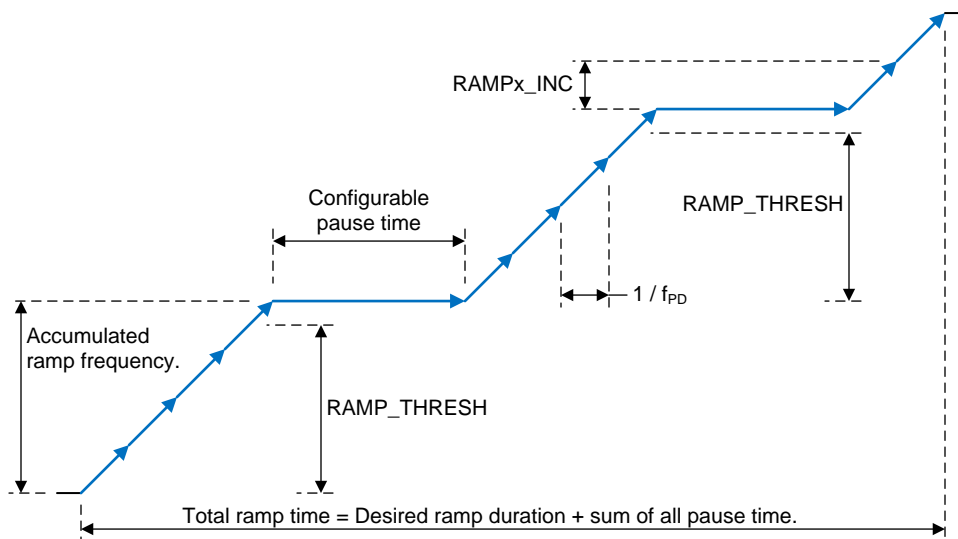 RAMPx_INC
Configurable
pause time
RAMP_THRESH
1 / fPD
Accumulated
ramp frequency.
RAMP_THRESH
Total ramp time = Desired ramp duration + sum of all pause time.